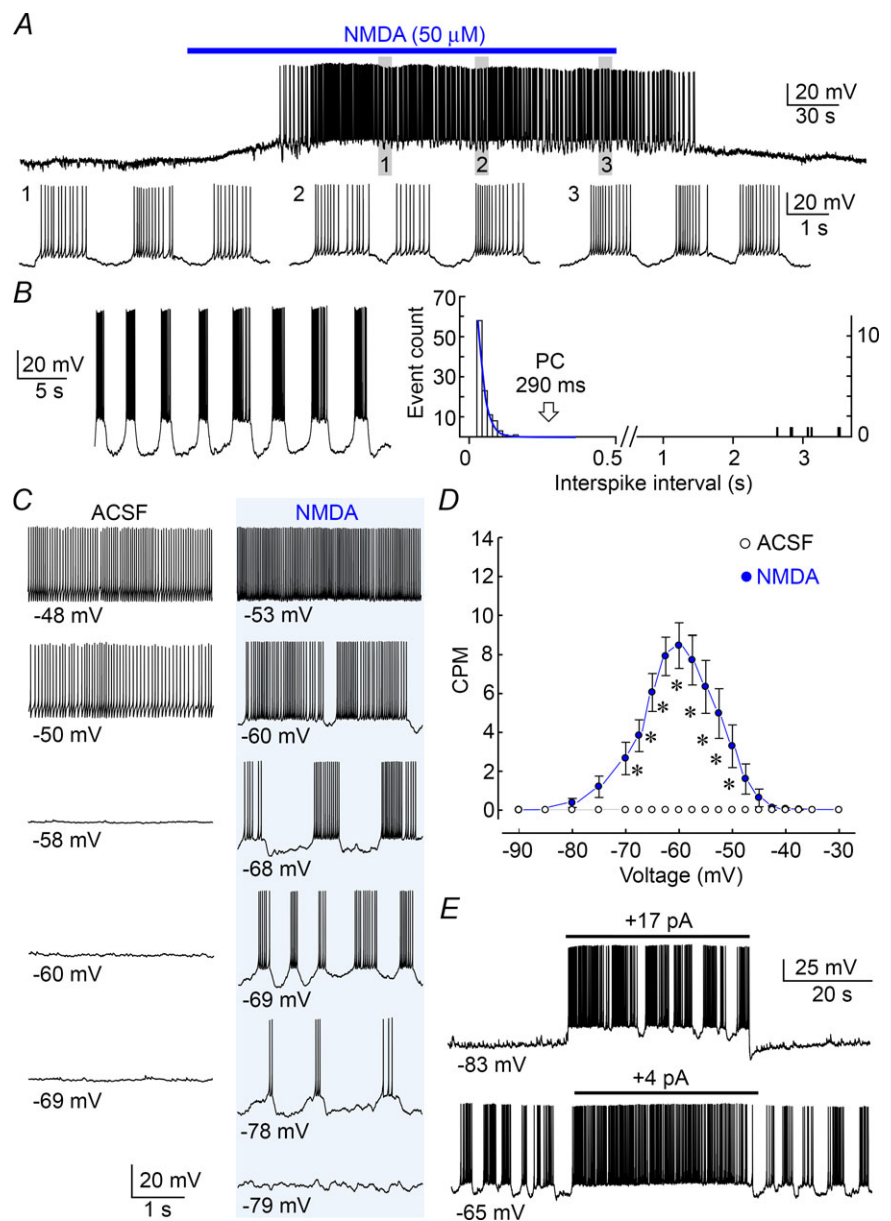 A
NMDA (50 μM)
20 mV
30 s
1
2
3
1
2
3
20 mV
1 s
B
20 mV
5 s
Event count
70
50
30
10
PC
290 ms
10
0
0
0.5
1
2
3
Interspike interval (s)
C
ACSF
NMDA
-48 mV
-53 mV
-50 mV
-60 mV
-58 mV
-68 mV
-60 mV
-69 mV
-69 mV
-78 mV
20 mV
1 s
-79 mV
D
ACSF
NMDA
CPM
14
12
10
8
6
4
2
0
* * * * * * * *
-90 -80 -70 -60 -50 -40 -30
Voltage (mV)
E
+17 pA
25 mV
20 s
-83 mV
+4 pA
-65 mV